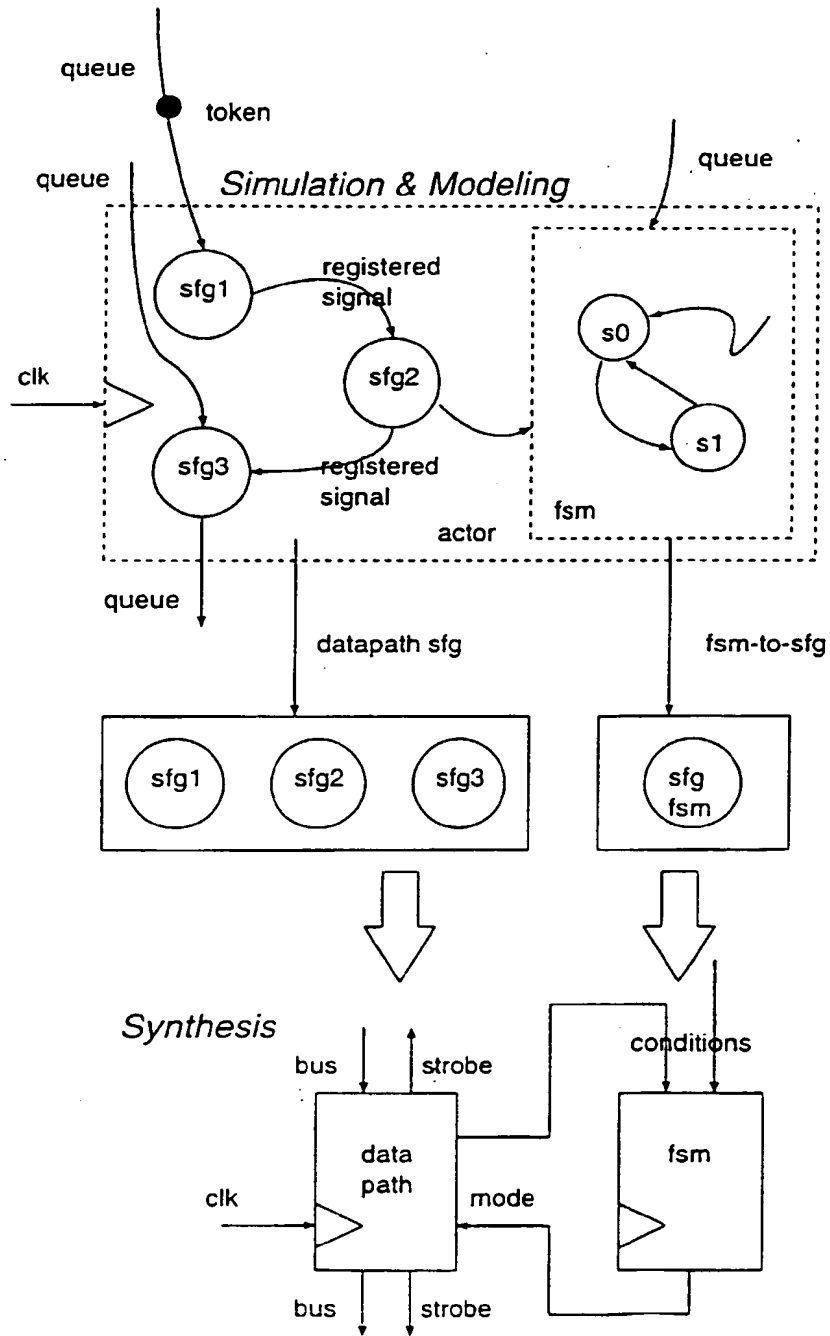 queue
token
queue
queue
Simulation & Modeling
registered
signal
sfg1
s0
clk
sfg2
s1
sfg3
registered
signal
fsm
actor
queue
datapath sfg
fsm-to-sfg
sfg1
sfg2
sfg3
sfg
fsm
Synthesis
conditions
bus
strobe
data
path
fsm
clk
mode
bus
strobe